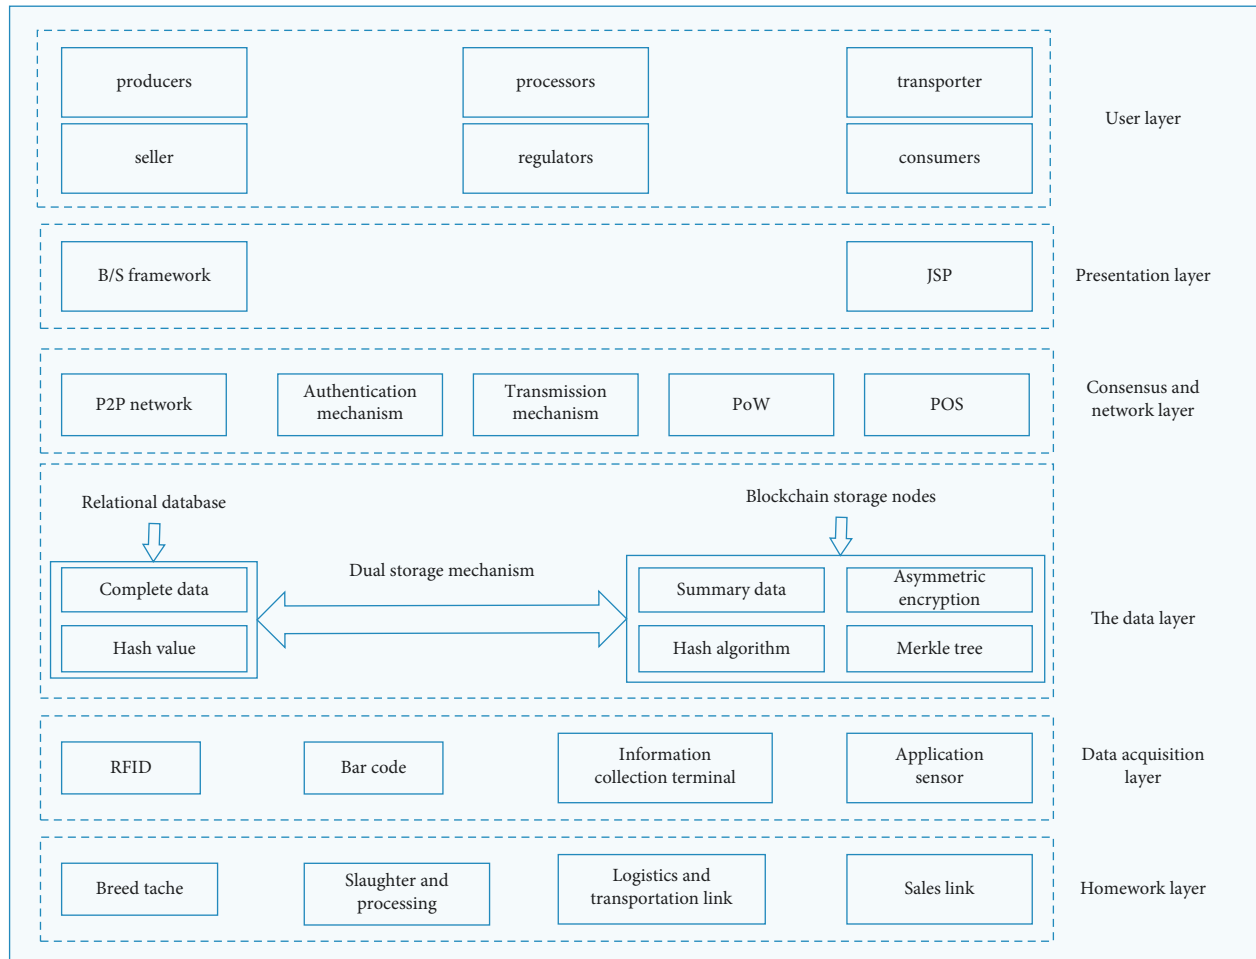 producers
processors
transporter
seller
regulators
consumers
User layer
B/S framework
JSP
Presentation layer
P2P network
Authentication
mechanism
Transmission
mechanism
PoW
POS
Consensus and
network layer
Relational database
Blockchain storage nodes
Complete data
Hash value
Dual storage mechanism
Summary data
Asymmetric
encryption
Hash algorithm
Merkle tree
The data layer
RFID
Bar code
Information
collection terminal
Application
sensor
Data acquisition
layer
Breed tache
Slaughter and
processing
Logistics and
transportation link
Sales link
Homework layer